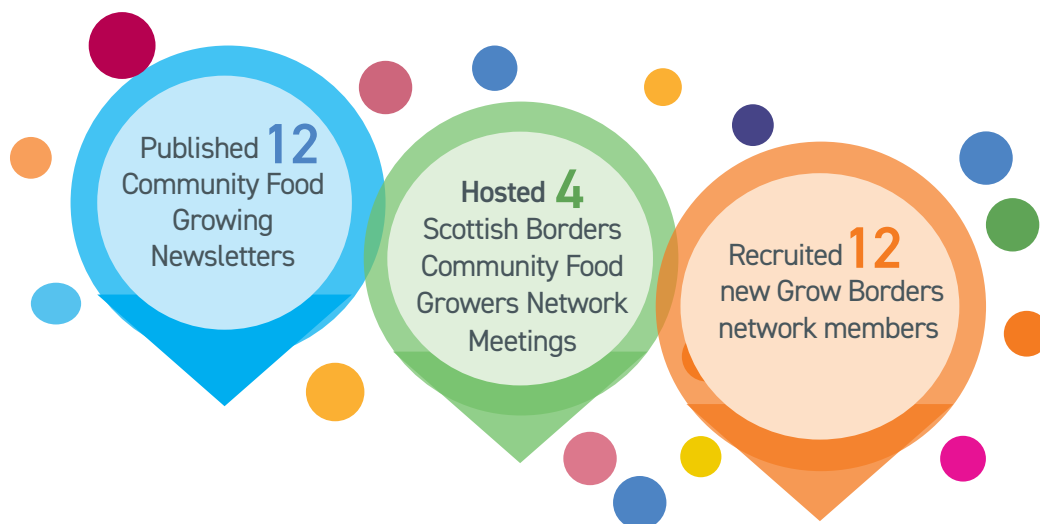 Published 12
Community Food
Growing
Newsletters
Hosted 4
Scottish Borders
Community Food
Growers Network
Meetings
Recruited 12
new Grow Borders
network members